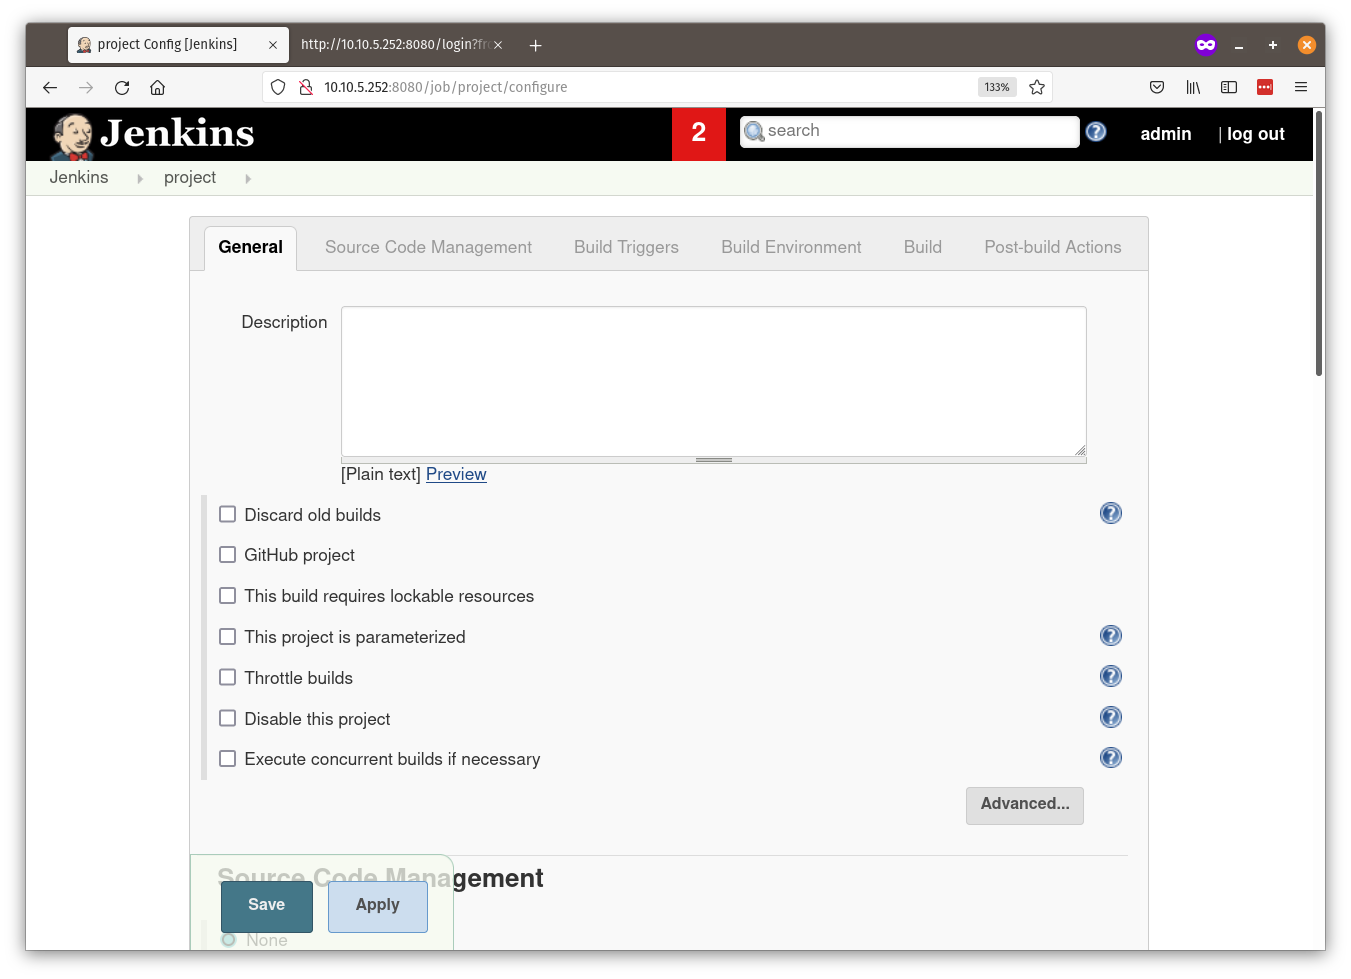 project Config [Jenkins]
http://10.10.5.252:8080/login?fr
10.10.5.252:8080/job/project/configure
133%
Jenkins
2
search
admin
| log out
Jenkins
project
General
Source Code Management
Build Triggers
Build Environment
Build
Post-build Actions
Description
[Plain text] Preview
Discard old builds
GitHub project
This build requires lockable resources
This project is parameterized
Throttle builds
Disable this project
Execute concurrent builds if necessary
Advanced...
Source Code Management
Save
Apply
None